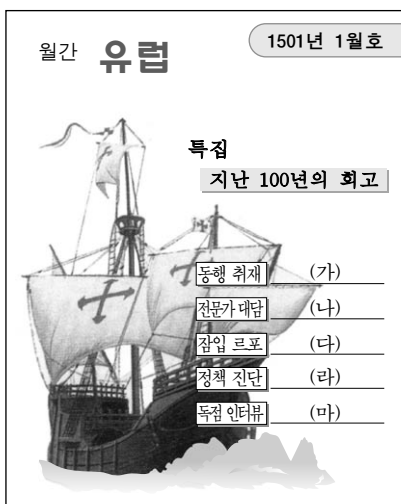 월간 유럽
1501년 1월호
특집
지난 100년의 회고
동행 취재 (가)
전문가 대담 (나)
잠입 르포 (다)
정책 진단 (라)
독점 인터뷰 (마)